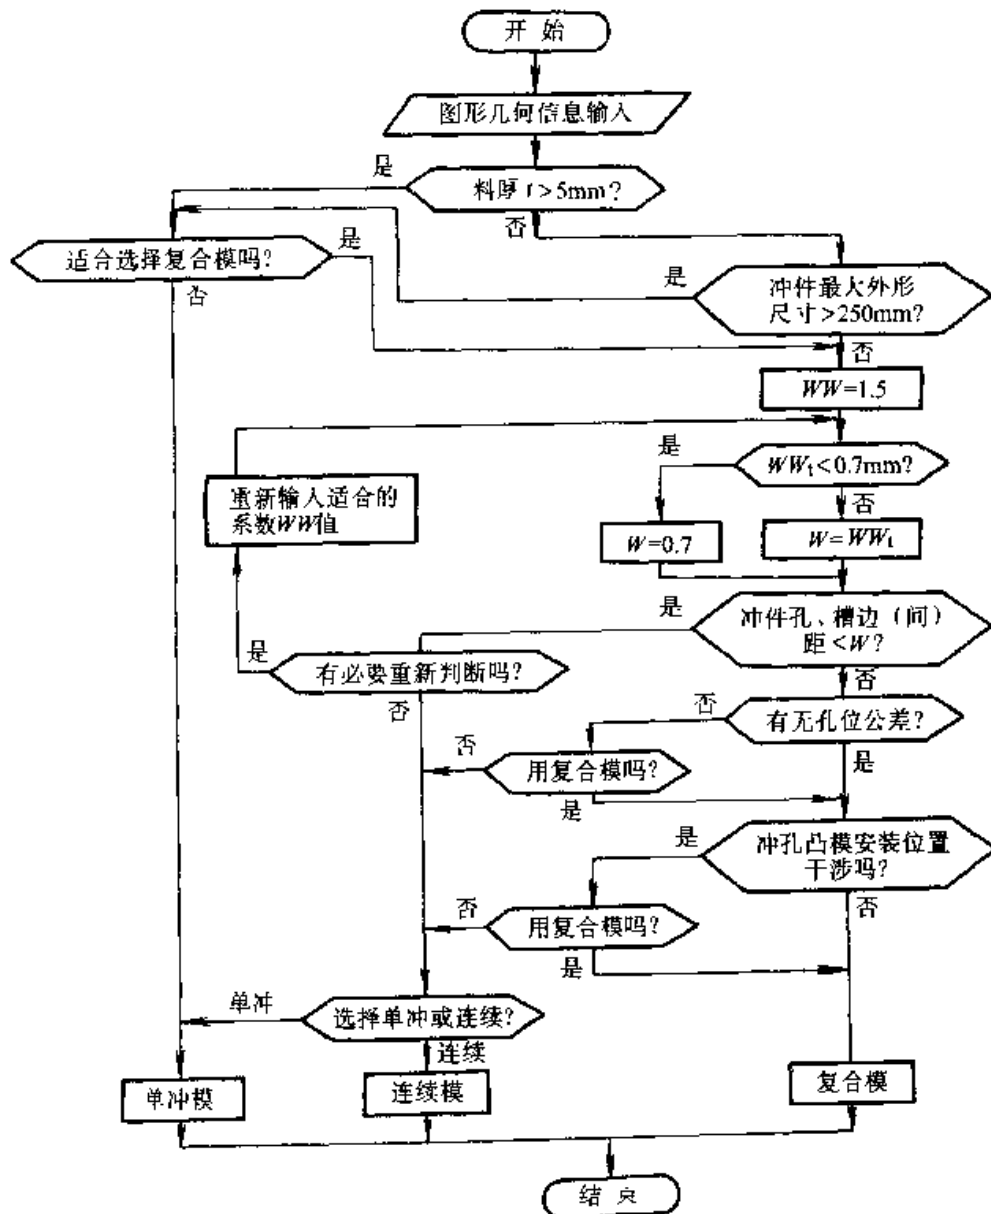 开 始
图形几何信息输入
是
料厚 t>5mm?
否
适合选择复合模吗?
是
否
是
冲件最大外形
尺寸>250mm?
否
WW=1.5
是
WWt<0.7mm?
否
重新输入适合的
系数WW值
W=0.7
W=WWt
是
冲件孔、槽边（间）
距<W?
否
是
有必要重新判断吗?
否
否
有无孔位公差?
是
否
用复合模吗?
是
是
冲孔凸模安装位置
干涉吗?
否
否
用复合模吗?
是
单冲
选择单冲或连续?
连续
单冲模
连续模
复合模
结 束